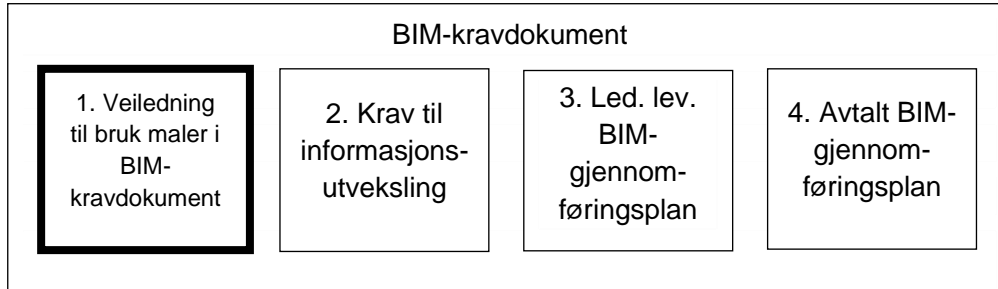 BIM-kravdokument
1. Veiledning
til bruk maler i
BIM-
kravdokument
2. Krav til
informasjons-
utveksling
3. Led. lev.
BIM-
gjennom-
føringsplan
4. Avtalt BIM-
gjennom-
føringsplan